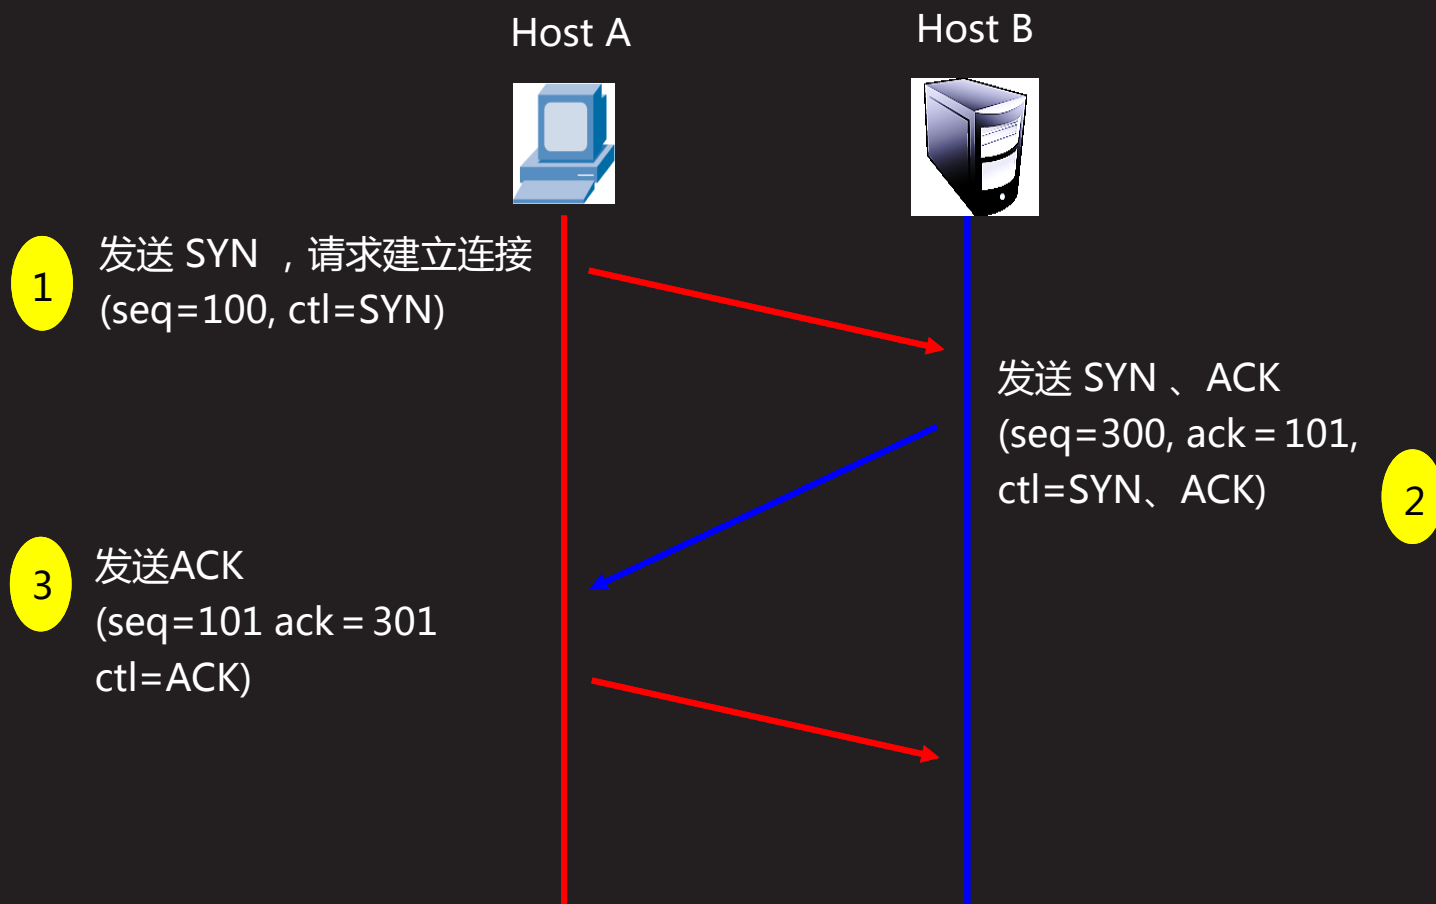 Host A
Host B
1
发送 SYN ，请求建立连接
(seq=100, ctl=SYN)
发送 SYN 、ACK
(seq=300, ack = 101,
ctl=SYN、ACK)
2
3
发送ACK
(seq=101 ack = 301
ctl=ACK)